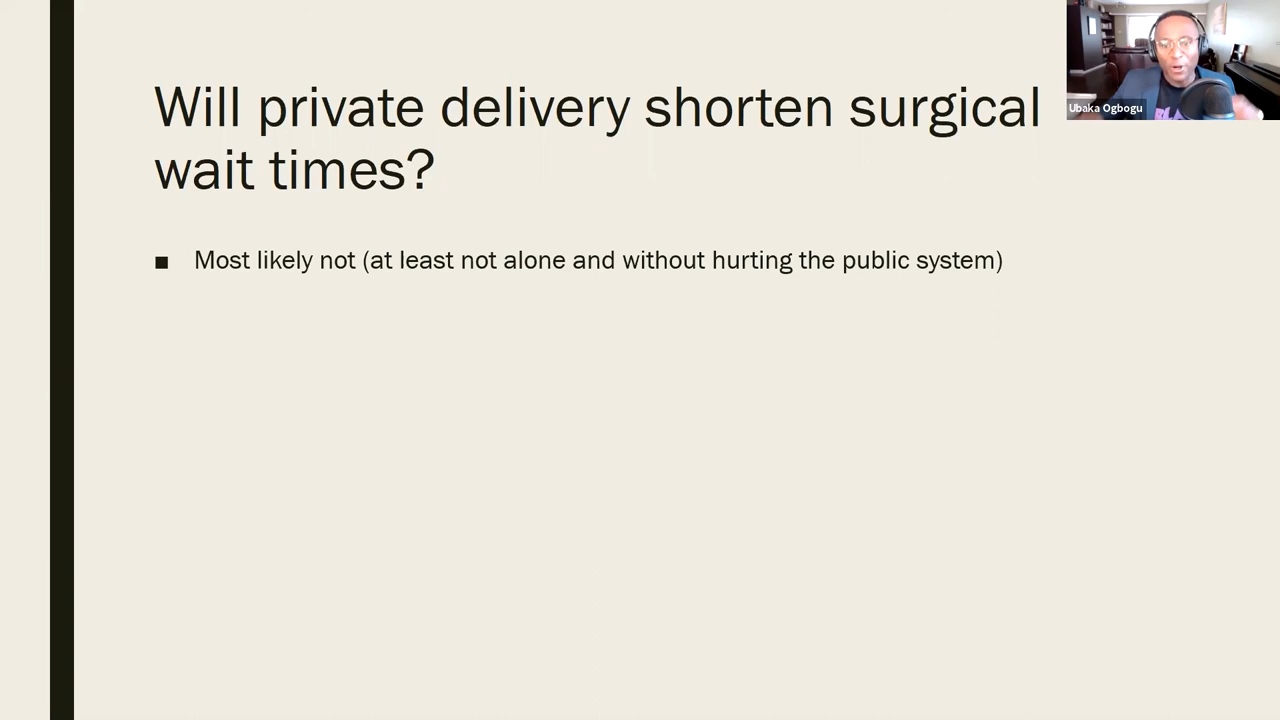 Will private delivery shorten surgical
wait times?
■ Most likely not (at least not alone and without hurting the public system)
Ubaka Ogbogu